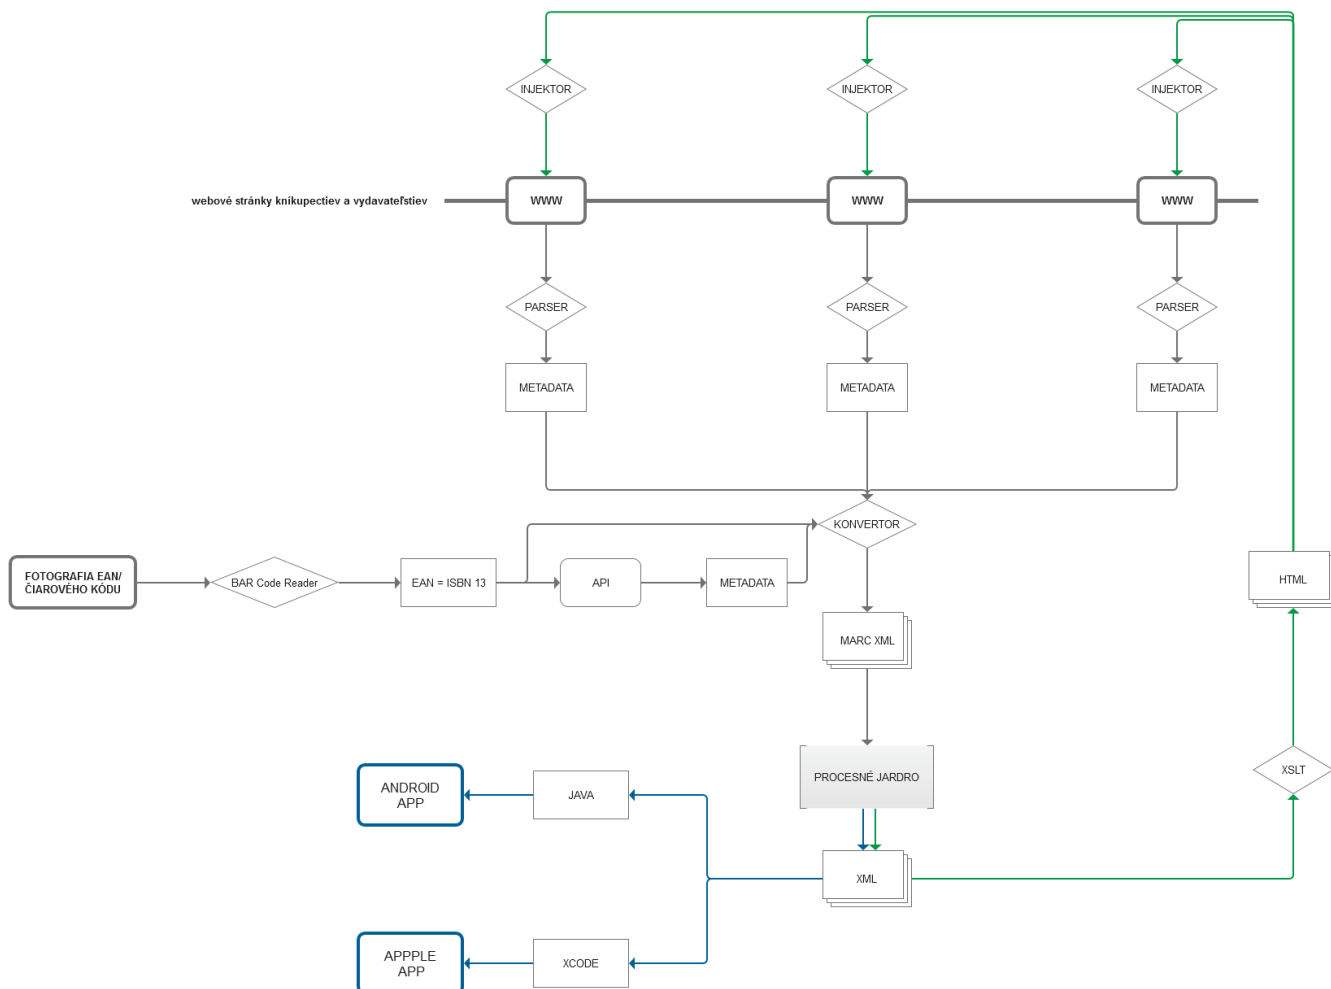 INJEKTOR
INJEKTOR
INJEKTOR
webové stránky knikupectiev a vydavateľstiev
WWW
WWW
WWW
PARSER
PARSER
PARSER
METADATA
METADATA
METADATA
KONVERTOR
FOTOGRAFIA EAN/
ČIAROVÉHO KÓDU
BAR Code Reader
EAN = ISBN 13
API
METADATA
HTML
MARC XML
PROCESNÉ JARDRO
XSLT
ANDROID
APP
JAVA
XML
APPPLE
APP
XCODE